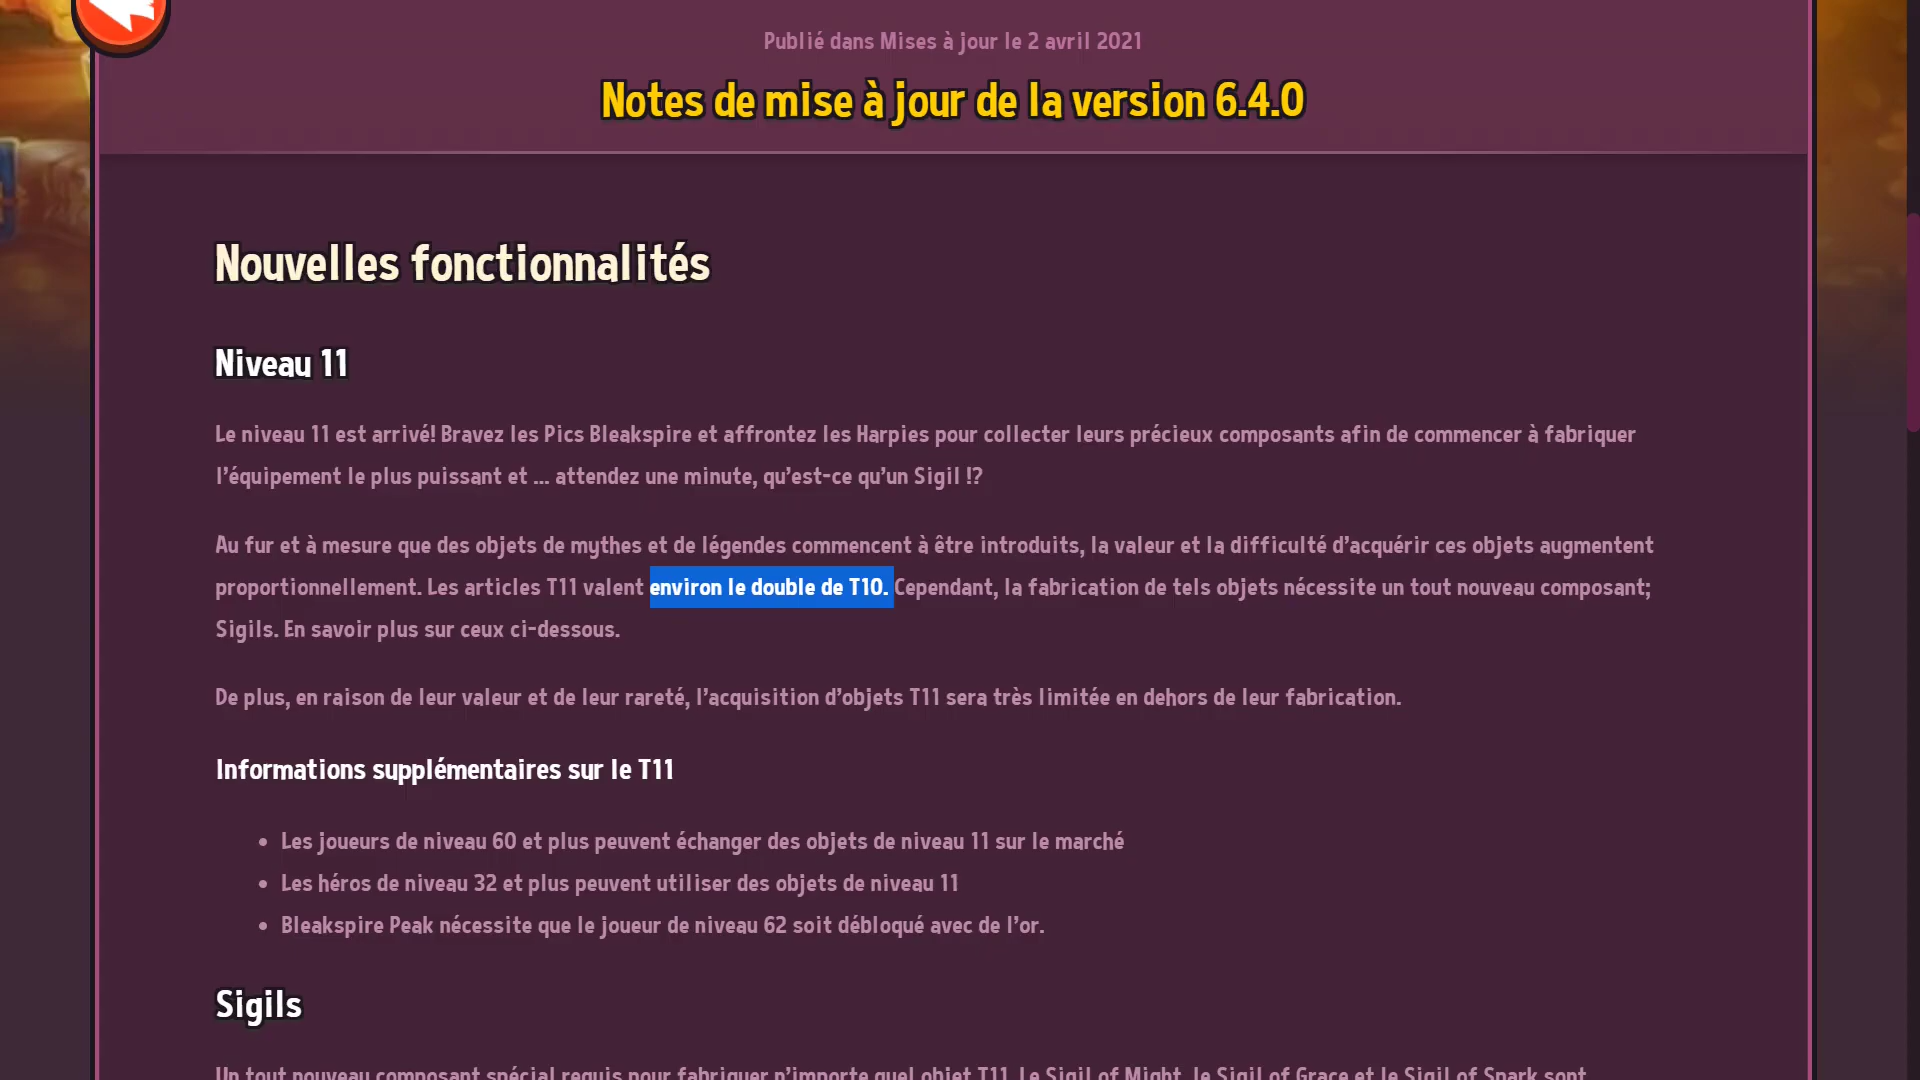 Publié dans Mises à jour le 2 avril 2021
Notes de mise à jour de la version 6.4.0
Nouvelles fonctionnalités
Niveau 11
Le niveau 11 est arrivé! Bravez les Pics Bleakspire et affrontez les Harpies pour collecter leurs précieux composants afin de commencer à fabriquer
l'équipement le plus puissant et ... attendez une minute, qu'est-ce qu'un Sigil !?
Au fur et à mesure que des objets de mythes et de légendes commencent à être introduits, la valeur et la difficulté d'acquérir ces objets augmentent
proportionnellement. Les articles T11 valent environ le double de T10. Cependant, la fabrication de tels objets nécessite un tout nouveau composant;
Sigils. En savoir plus sur ceux ci-dessous.
De plus, en raison de leur valeur et de leur rareté, l'acquisition d'objets T11 sera très limitée en dehors de leur fabrication.
Informations supplémentaires sur le T11
• Les joueurs de niveau 60 et plus peuvent échanger des objets de niveau 11 sur le marché
• Les héros de niveau 32 et plus peuvent utiliser des objets de niveau 11
• Bleakspire Peak nécessite que le joueur de niveau 62 soit débloqué avec de l'or.
Sigils
Un tout nouveau composant spécial requis pour fabriquer n'importe quel objet T11. Le Sigil of Might, le Sigil of Grace et le Sigil of Spark sont